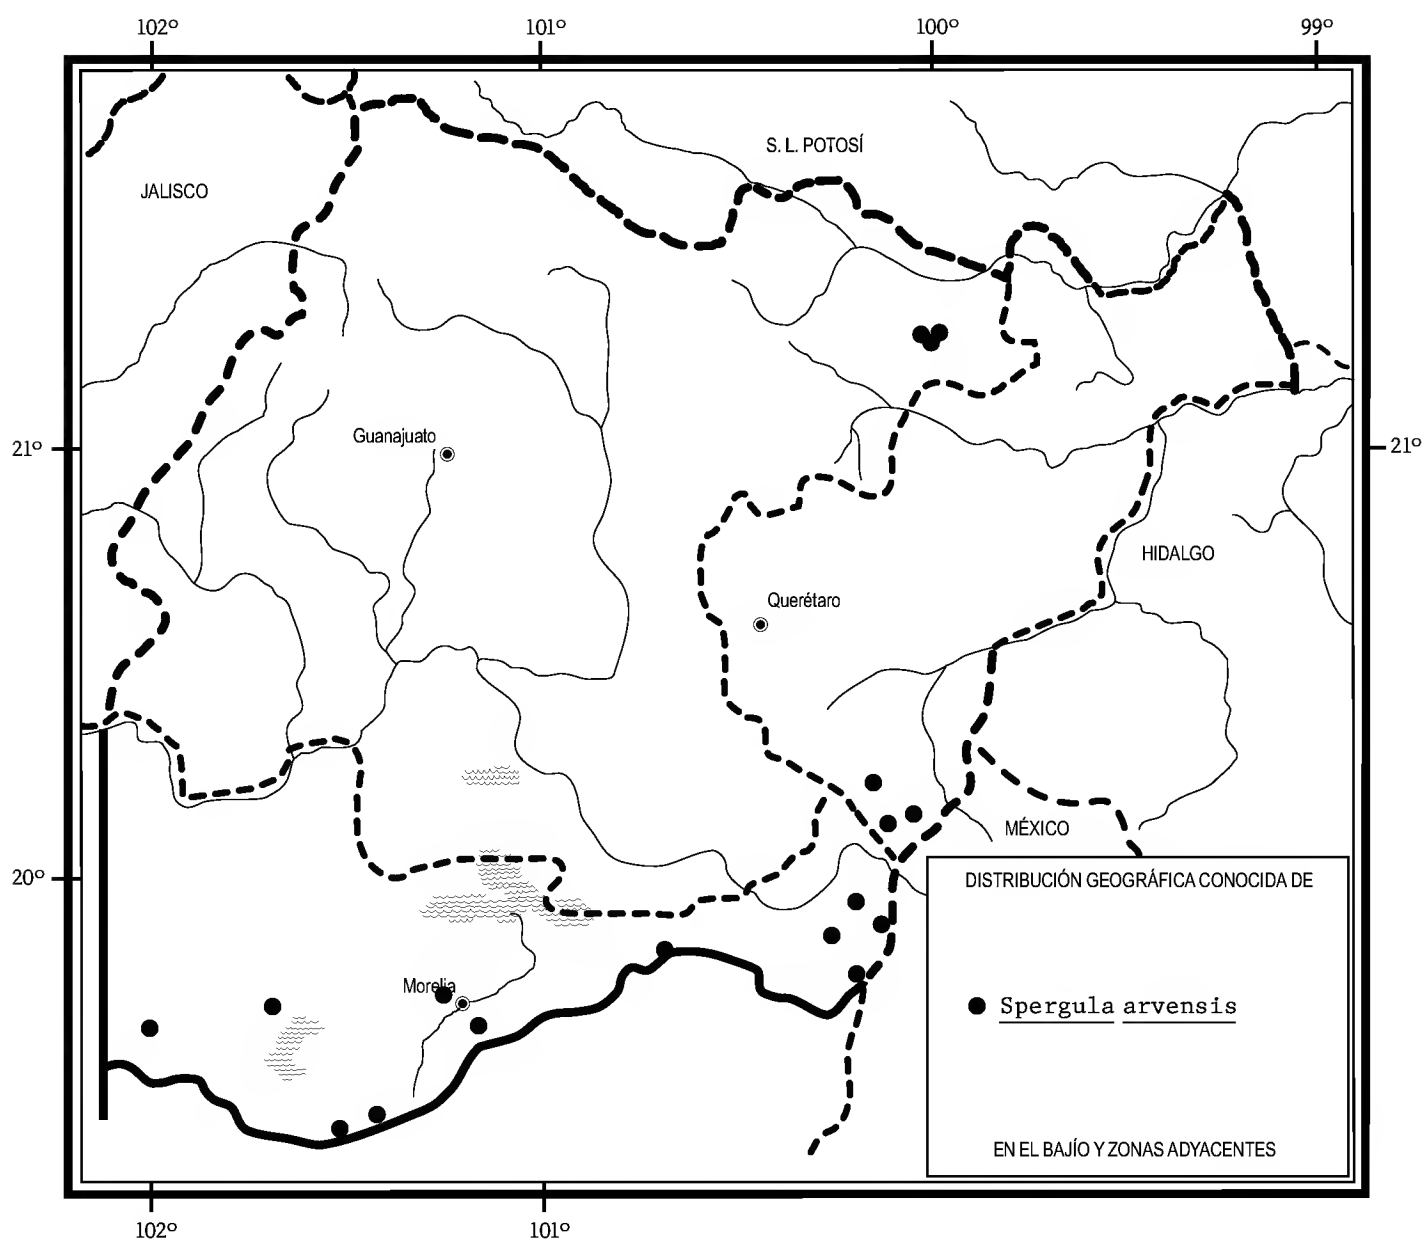 102º 101º 100º 99º
S. L. POTOSÍ
JALISCO
Guanajuato
21º 21º
HIDALGO
Querétaro
MÉXICO
20º
DISTRIBUCIÓN GEOGRÁFICA CONOCIDA DE
Morelia
Spergula arvensis
EN EL BAJÍO Y ZONAS ADYACENTES
102º 101º